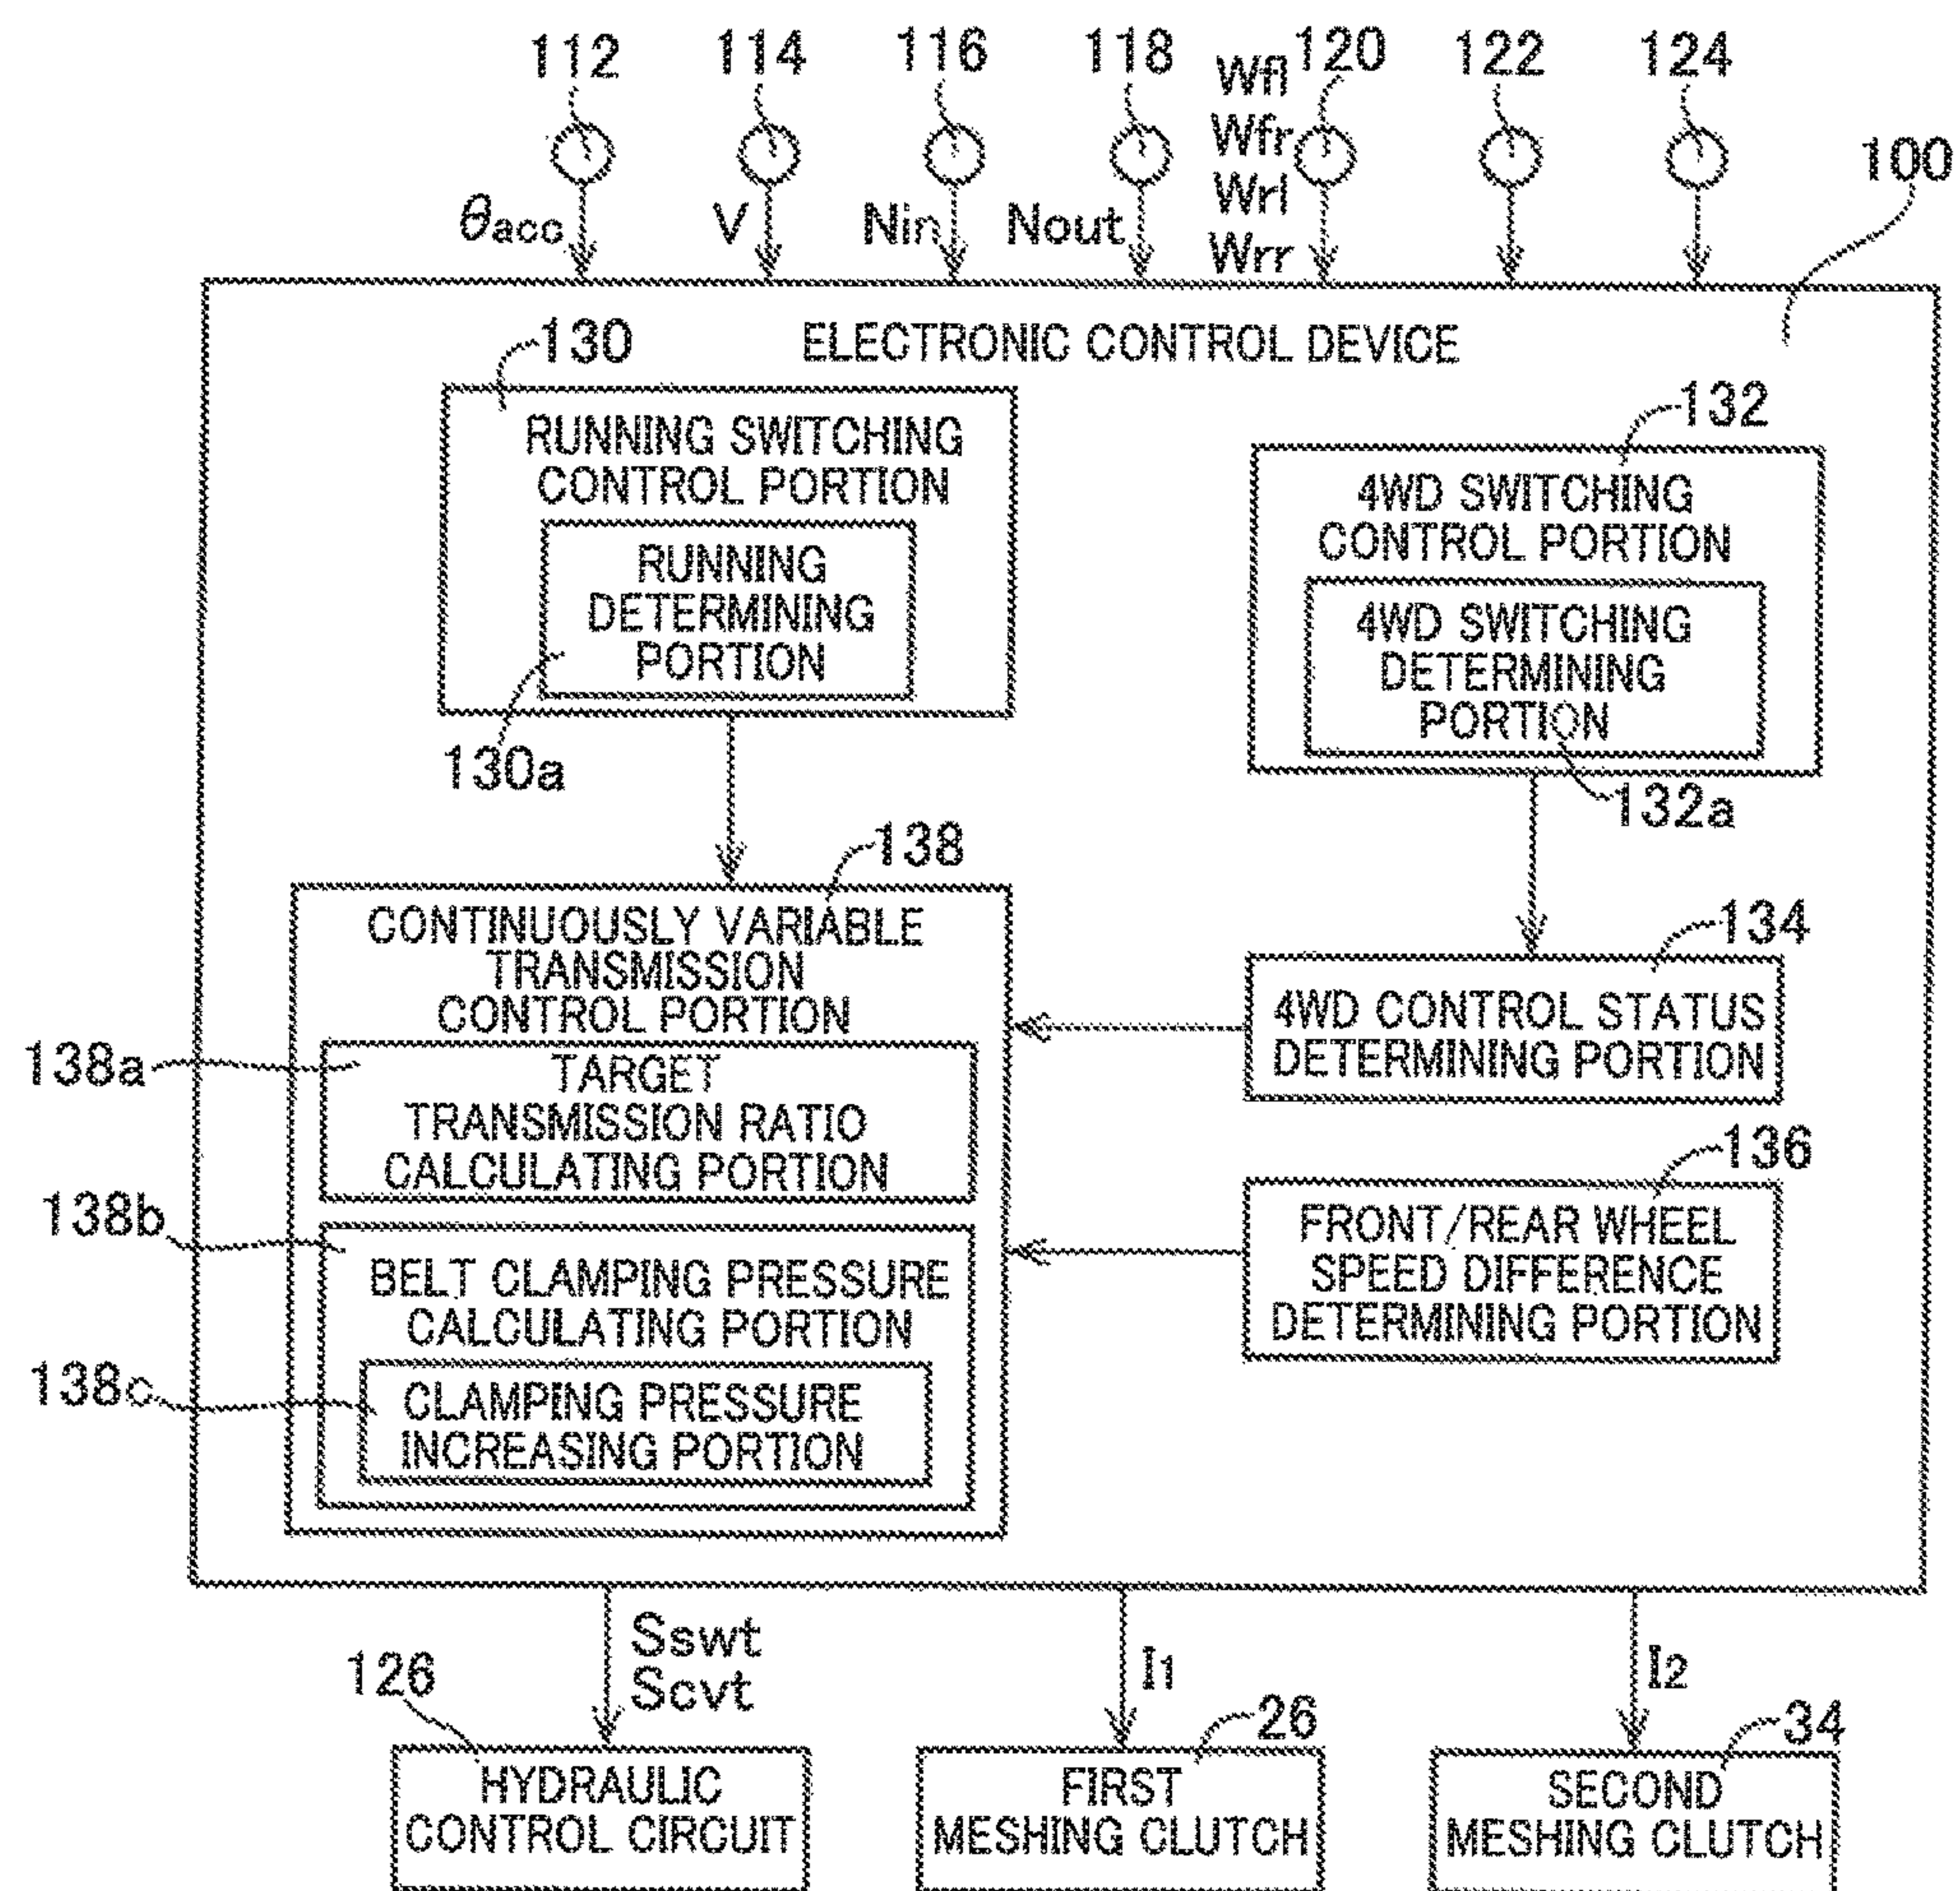 112
114
116
118
120
122
124
Wfl
Wfr
Wrl
Wrr
θacc
V
Nin
Nout
100
ELECTRONIC CONTROL DEVICE
130
RUNNING SWITCHING
CONTROL PORTION
RUNNING
DETERMINING
PORTION
130a
132
4WD SWITCHING
CONTROL PORTION
4WD SWITCHING
DETERMINING
PORTION
132a
138
CONTINUOUSLY VARIABLE
TRANSMISSION
CONTROL PORTION
138a
TARGET
TRANSMISSION RATIO
CALCULATING PORTION
138b
BELT CLAMPING PRESSURE
CALCULATING PORTION
138c
CLAMPING PRESSURE
INCREASING PORTION
134
4WD CONTROL STATUS
DETERMINING PORTION
136
FRONT/REAR WHEEL
SPEED DIFFERENCE
DETERMINING PORTION
Sswt
Scvt
I1
I2
126
HYDRAULIC
CONTROL CIRCUIT
26
FIRST
MESHING CLUTCH
34
SECOND
MESHING CLUTCH